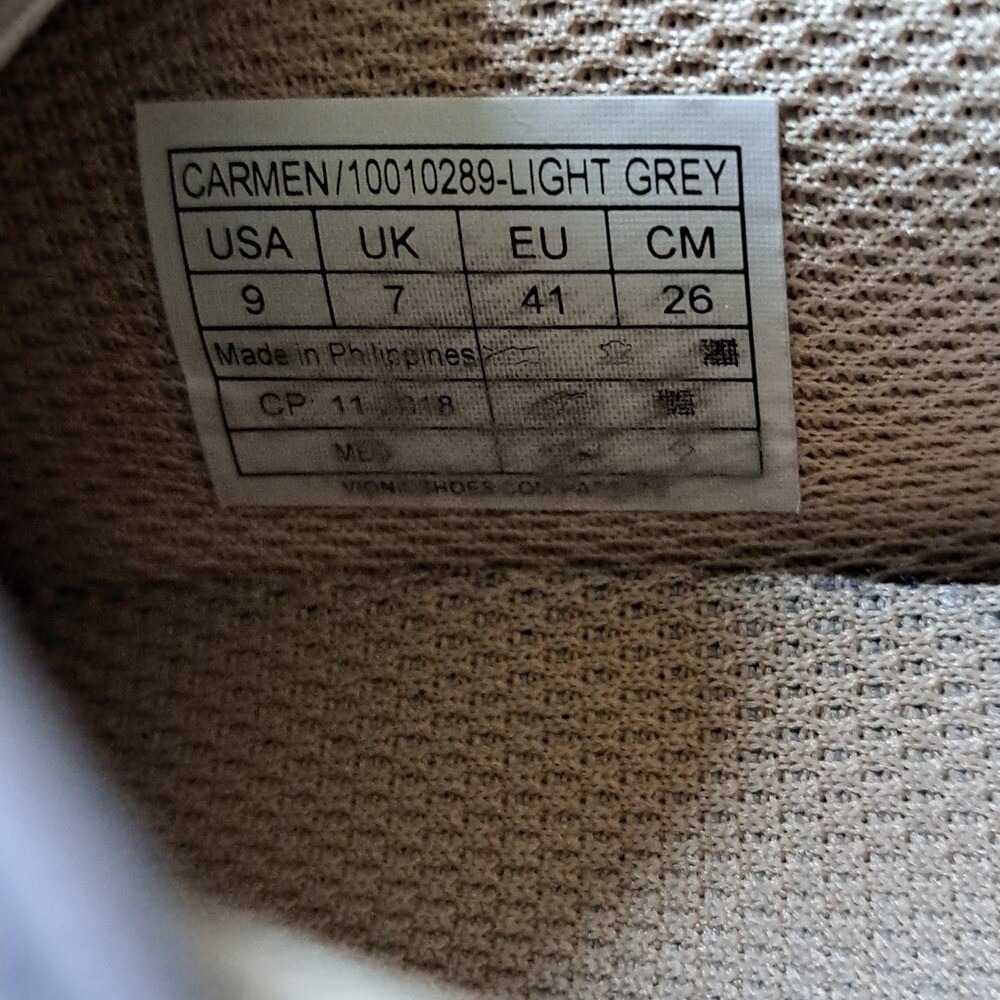 CARMEN/10010289-LIGHT GREY
USA UK EU CM
9 7 41 26
Made in Philippines
CP 11